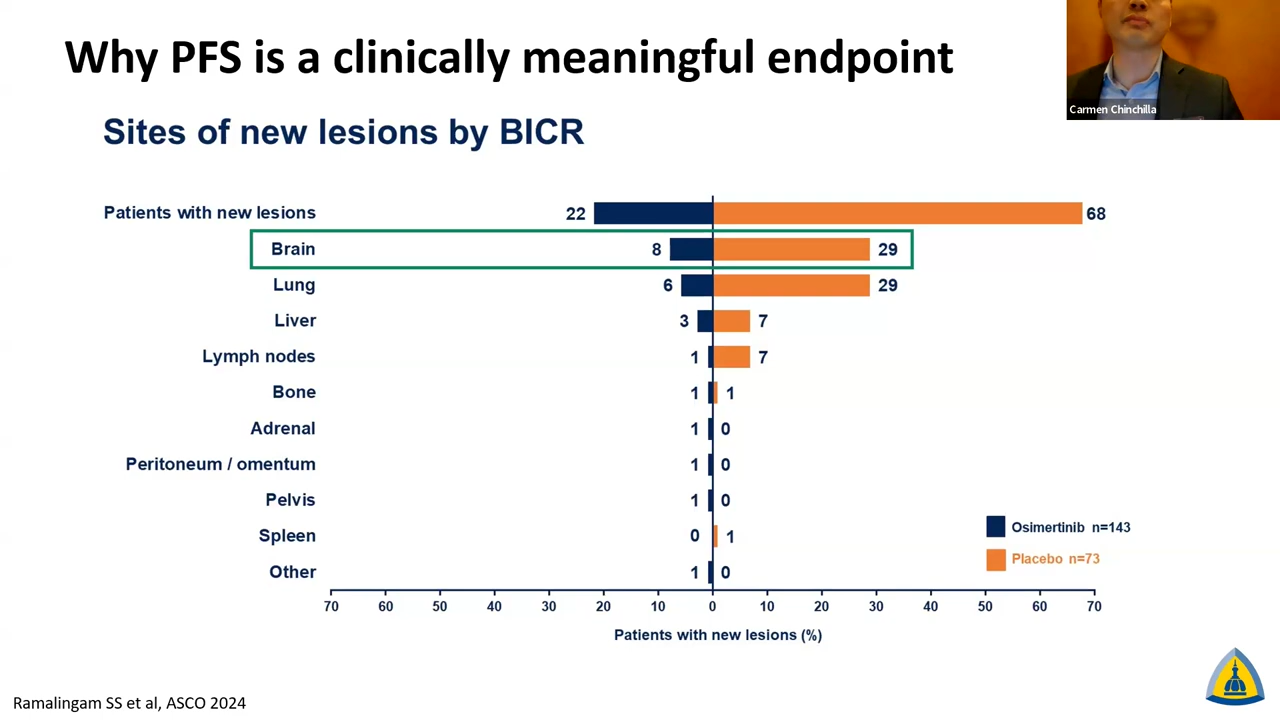 Why PFS is a clinically meaningful endpoint
Carmen Chinchilla
Sites of new lesions by BICR
Patients with new lesions 22 68
Brain 8 29
Lung 6 29
Liver 3 7
Lymph nodes 1 7
Bone 1 1
Adrenal 1 0
Peritoneum / omentum 1 0
Pelvis 1 0
Spleen 0 1
Other 1 0
Osimertinib n=143
Placebo n=73
70 60 50 40 30 20 10 0 10 20 30 40 50 60 70
Patients with new lesions (%)
Ramalingam SS et al, ASCO 2024